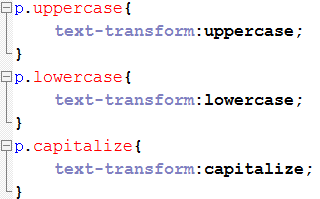 p.uppercase{
text-transform:uppercase;
}
p.lowercase{
text-transform:lowercase;
}
p.capitalize{
text-transform:capitalize;
}